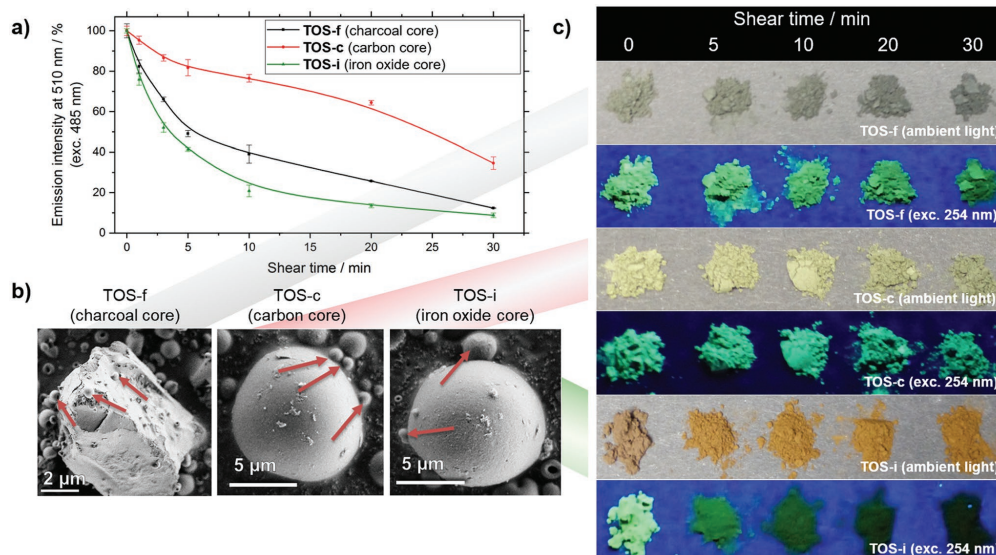 a)
Emission intensity at 510 nm / %
(exc. 485 nm)
100
80
60
40
20
0
TOS-f (charcoal core)
TOS-c (carbon core)
TOS-i (iron oxide core)
0 5 10 15 20 25 30
Shear time / min
b)
TOS-f
(charcoal core)
TOS-c
(carbon core)
TOS-i
(iron oxide core)
2 µm
5 µm
5 µm
c)
Shear time / min
0 5 10 20 30
TOS-f (ambient light)
TOS-f (exc. 254 nm)
TOS-c (ambient light)
TOS-c (exc. 254 nm)
TOS-i (ambient light)
TOS-i (exc. 254 nm)